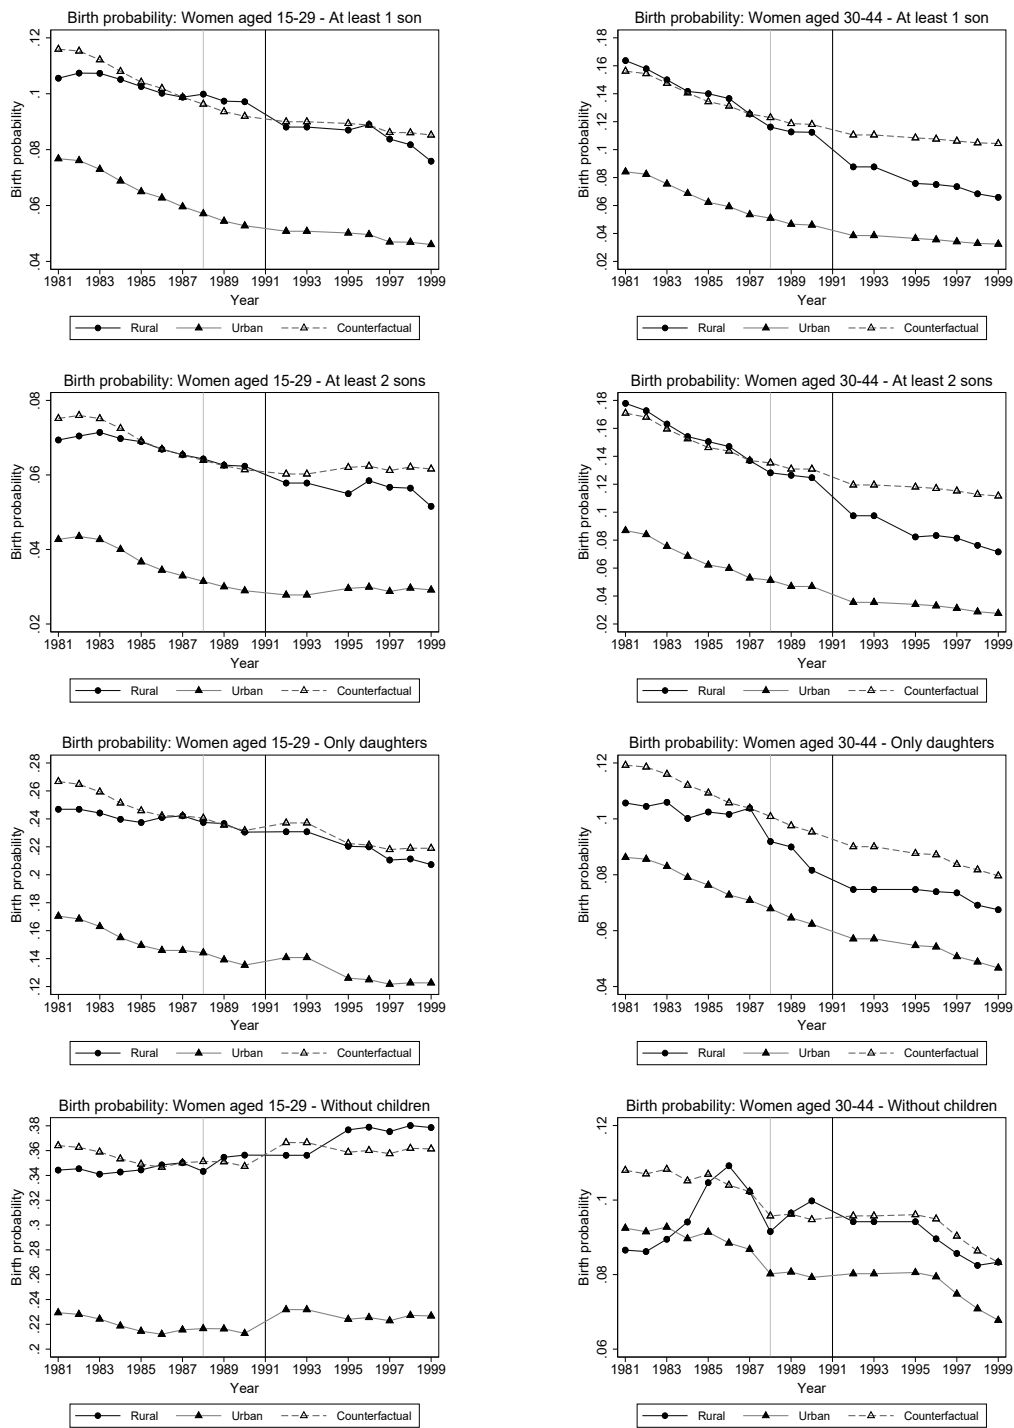 Birth probability: Women aged 15-29 - At least 1 son
Birth probability
.04 .06 .08 .1 .12
1981 1983 1985 1987 1989 1991 1993 1995 1997 1999
Year
Rural Urban Counterfactual
Birth probability: Women aged 30-44 - At least 1 son
Birth probability
.02 .04 .06 .08 .1 .12 .14 .16 .18
1981 1983 1985 1987 1989 1991 1993 1995 1997 1999
Year
Rural Urban Counterfactual
Birth probability: Women aged 15-29 - At least 2 sons
Birth probability
.02 .04 .06 .08
1981 1983 1985 1987 1989 1991 1993 1995 1997 1999
Year
Rural Urban Counterfactual
Birth probability: Women aged 30-44 - At least 2 sons
Birth probability
.02 .04 .06 .08 .1 .12 .14 .16 .18
1981 1983 1985 1987 1989 1991 1993 1995 1997 1999
Year
Rural Urban Counterfactual
Birth probability: Women aged 15-29 - Only daughters
Birth probability
.12 .14 .16 .18 .2 .22 .24 .26 .28
1981 1983 1985 1987 1989 1991 1993 1995 1997 1999
Year
Rural Urban Counterfactual
Birth probability: Women aged 30-44 - Only daughters
Birth probability
.04 .06 .08 .1 .12
1981 1983 1985 1987 1989 1991 1993 1995 1997 1999
Year
Rural Urban Counterfactual
Birth probability: Women aged 15-29 - Without children
Birth probability
.2 .22 .24 .26 .28 .3 .32 .34 .36 .38
1981 1983 1985 1987 1989 1991 1993 1995 1997 1999
Year
Rural Urban Counterfactual
Birth probability: Women aged 30-44 - Without children
Birth probability
.06 .08 .1 .12
1981 1983 1985 1987 1989 1991 1993 1995 1997 1999
Year
Rural Urban Counterfactual